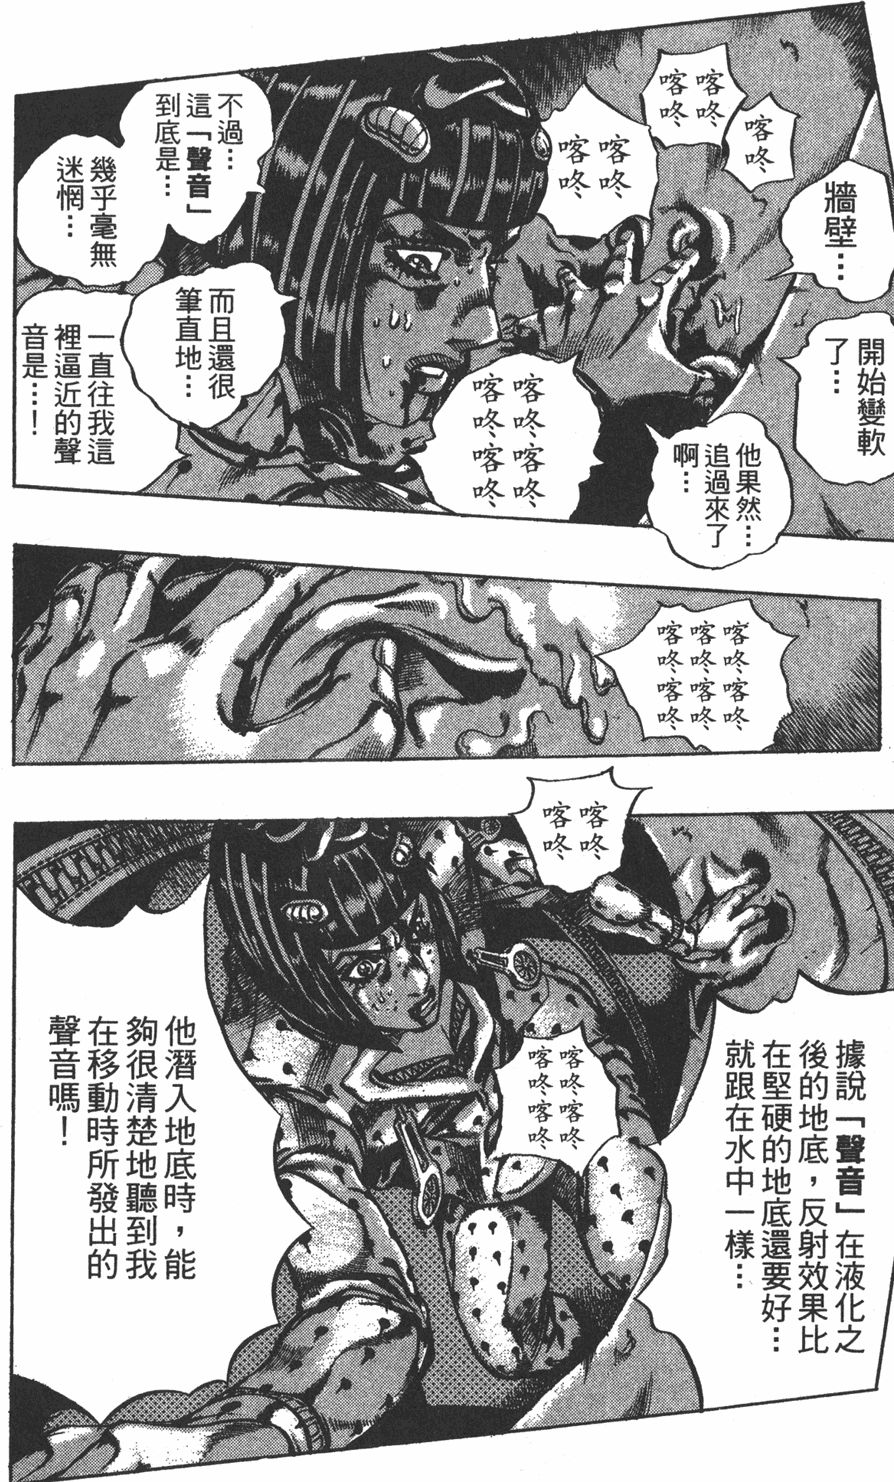 牆壁…
開始變軟
了…
喀咚
喀咚
喀咚
喀咚
喀咚
他果然…
追過來了
啊…
不過…
這「聲音」
到底是…
幾乎毫無
迷惘…
喀咚喀咚
喀咚喀咚
而且還很
筆直地…
一直往我這
裡逼近的聲
音是…！
喀咚喀咚
喀咚喀咚
喀咚喀咚
喀咚
喀咚
據說「聲音」在液化之
後的地底，反射效果比
在堅硬的地底還要好…
就跟在水中一樣…
喀咚喀咚
喀咚喀咚
他潛入地底時，能
夠很清楚地聽到我
在移動時所發出的
聲音嗎！